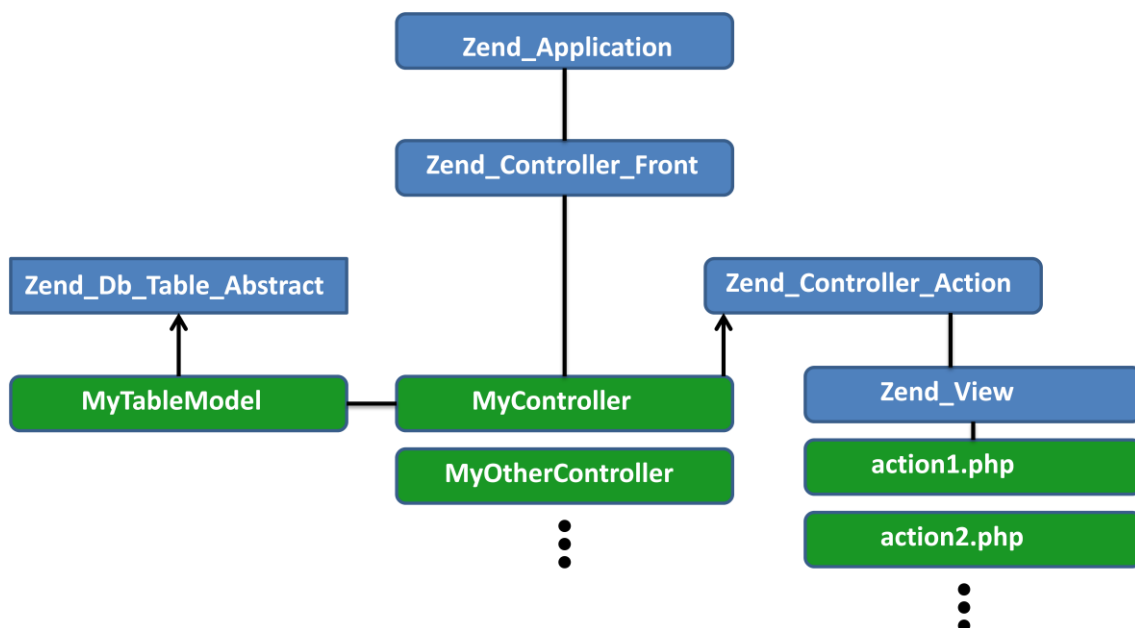 Zend_Application
Zend_Controller_Front
Zend_Db_Table_Abstract
Zend_Controller_Action
MyTableModel
MyController
Zend_View
MyOtherController
action1.php
action2.php